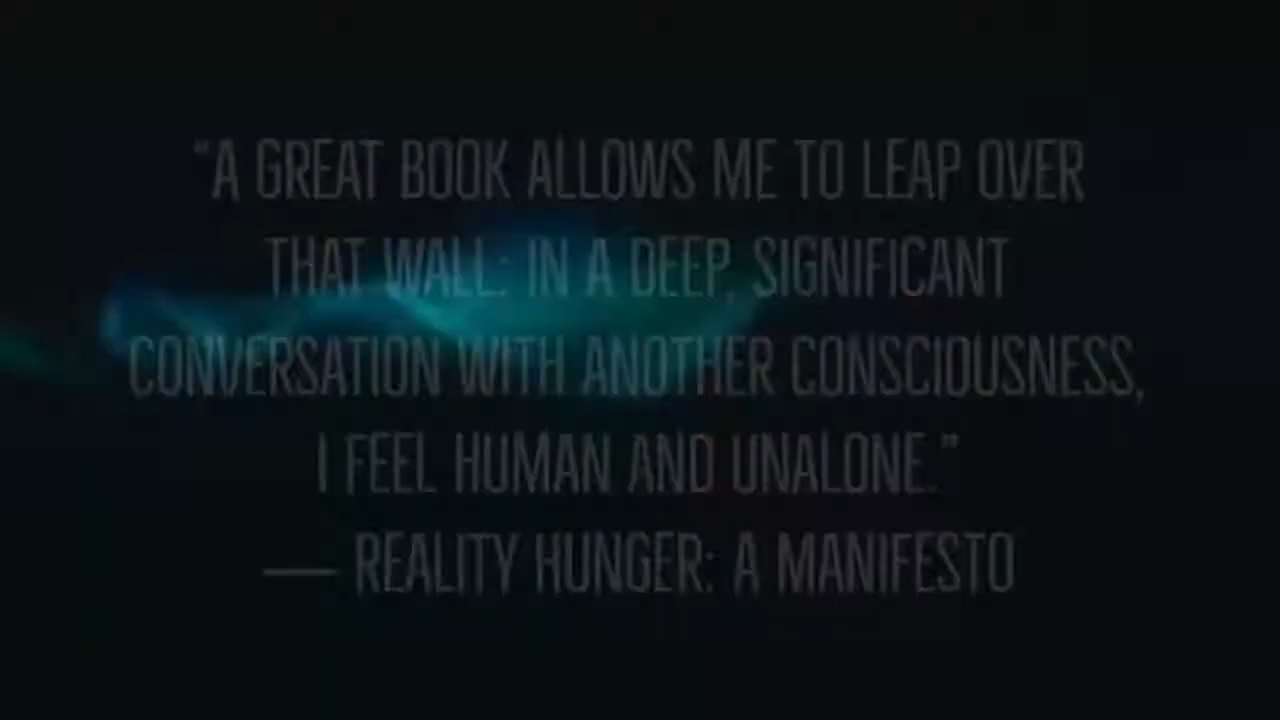 “A GREAT BOOK ALLOWS ME TO LEAP OVER
THAT WALL: IN A DEEP, SIGNIFICANT
CONVERSATION WITH ANOTHER CONSCIOUSNESS,
I FEEL HUMAN AND UNALONE.”
— REALITY HUNGER: A MANIFESTO